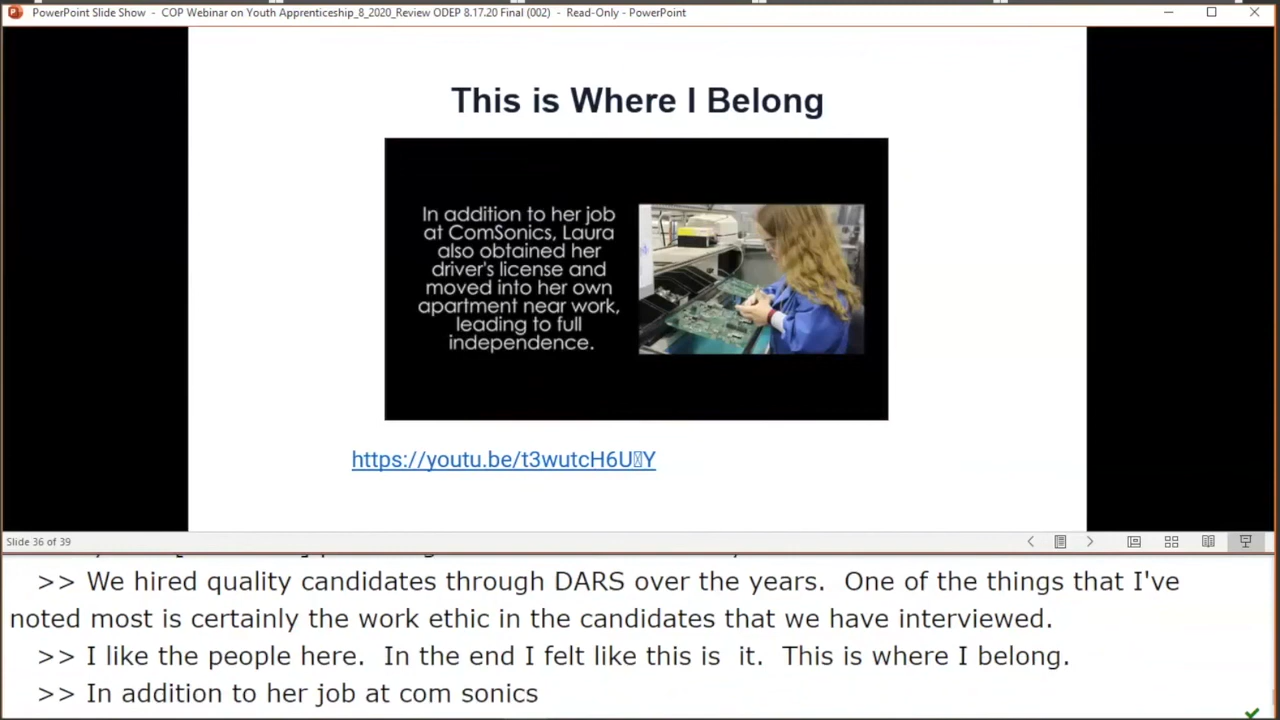 PowerPoint Slide Show - COP Webinar on Youth Apprenticeship_8_2020_Review ODEP 8.17.20 Final (002) - Read-Only - PowerPoint
This is Where I Belong
In addition to her job
at ComSonics, Laura
also obtained her
driver's license and
moved into her own
apartment near work,
leading to full
independence.
https://youtu.be/t3wutcH6U▯Y
Slide 36 of 39
>> We hired quality candidates through DARS over the years. One of the things that I've
noted most is certainly the work ethic in the candidates that we have interviewed.
>> I like the people here. In the end I felt like this is it. This is where I belong.
>> In addition to her job at com sonics